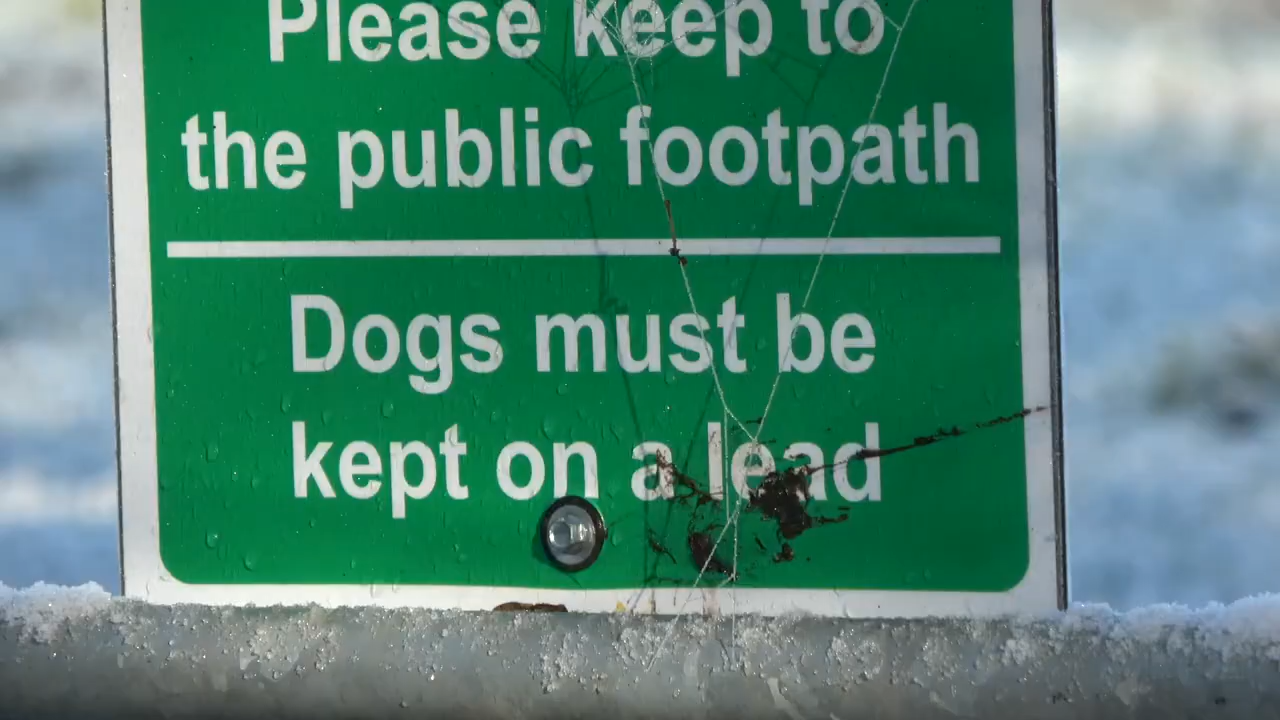 Please keep to
the public footpath
Dogs must be
kept on a lead